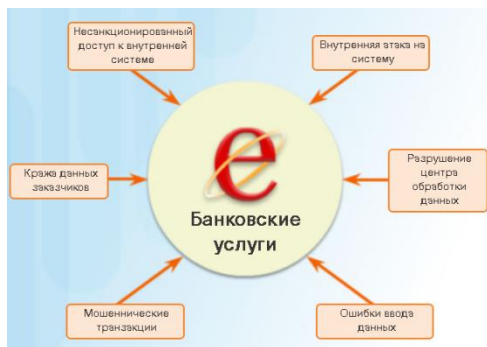 Несанкционированный
доступ к внутренней
системе
Внутренняя атака на
систему
Кража данных
заказчиков
e
Банковские
услуги
Разрушение
центра
обработки
данных
Мошеннические
транзакции
Ошибки ввода
данных